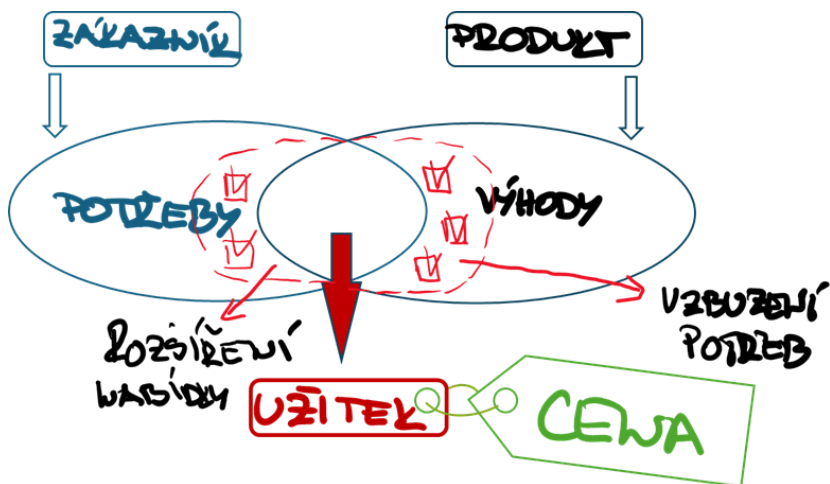 ZÁKAZNÍK
PRODUKT
POTŘEBY
VÝHODY
ROZŠÍŘENÍ
NABÍDKY
VZBUZENÍ
POTŘEB
UŽITEK
CENA